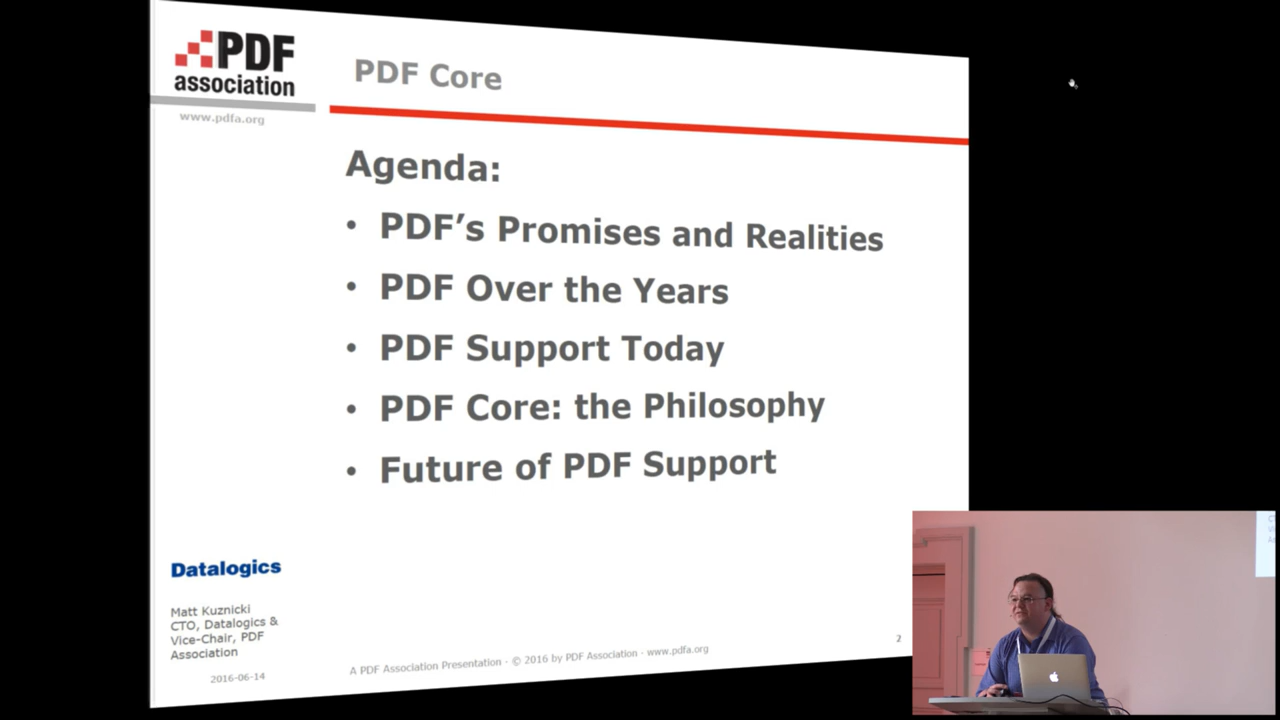 PDF
association
www.pdfa.org
PDF Core
Agenda:
• PDF's Promises and Realities
• PDF Over the Years
• PDF Support Today
• PDF Core: the Philosophy
• Future of PDF Support
Datalogics
Matt Kuznicki
CTO, Datalogics &
Vice-Chair, PDF
Association
2016-06-14
A PDF Association Presentation · © 2016 by PDF Association · www.pdfa.org
2